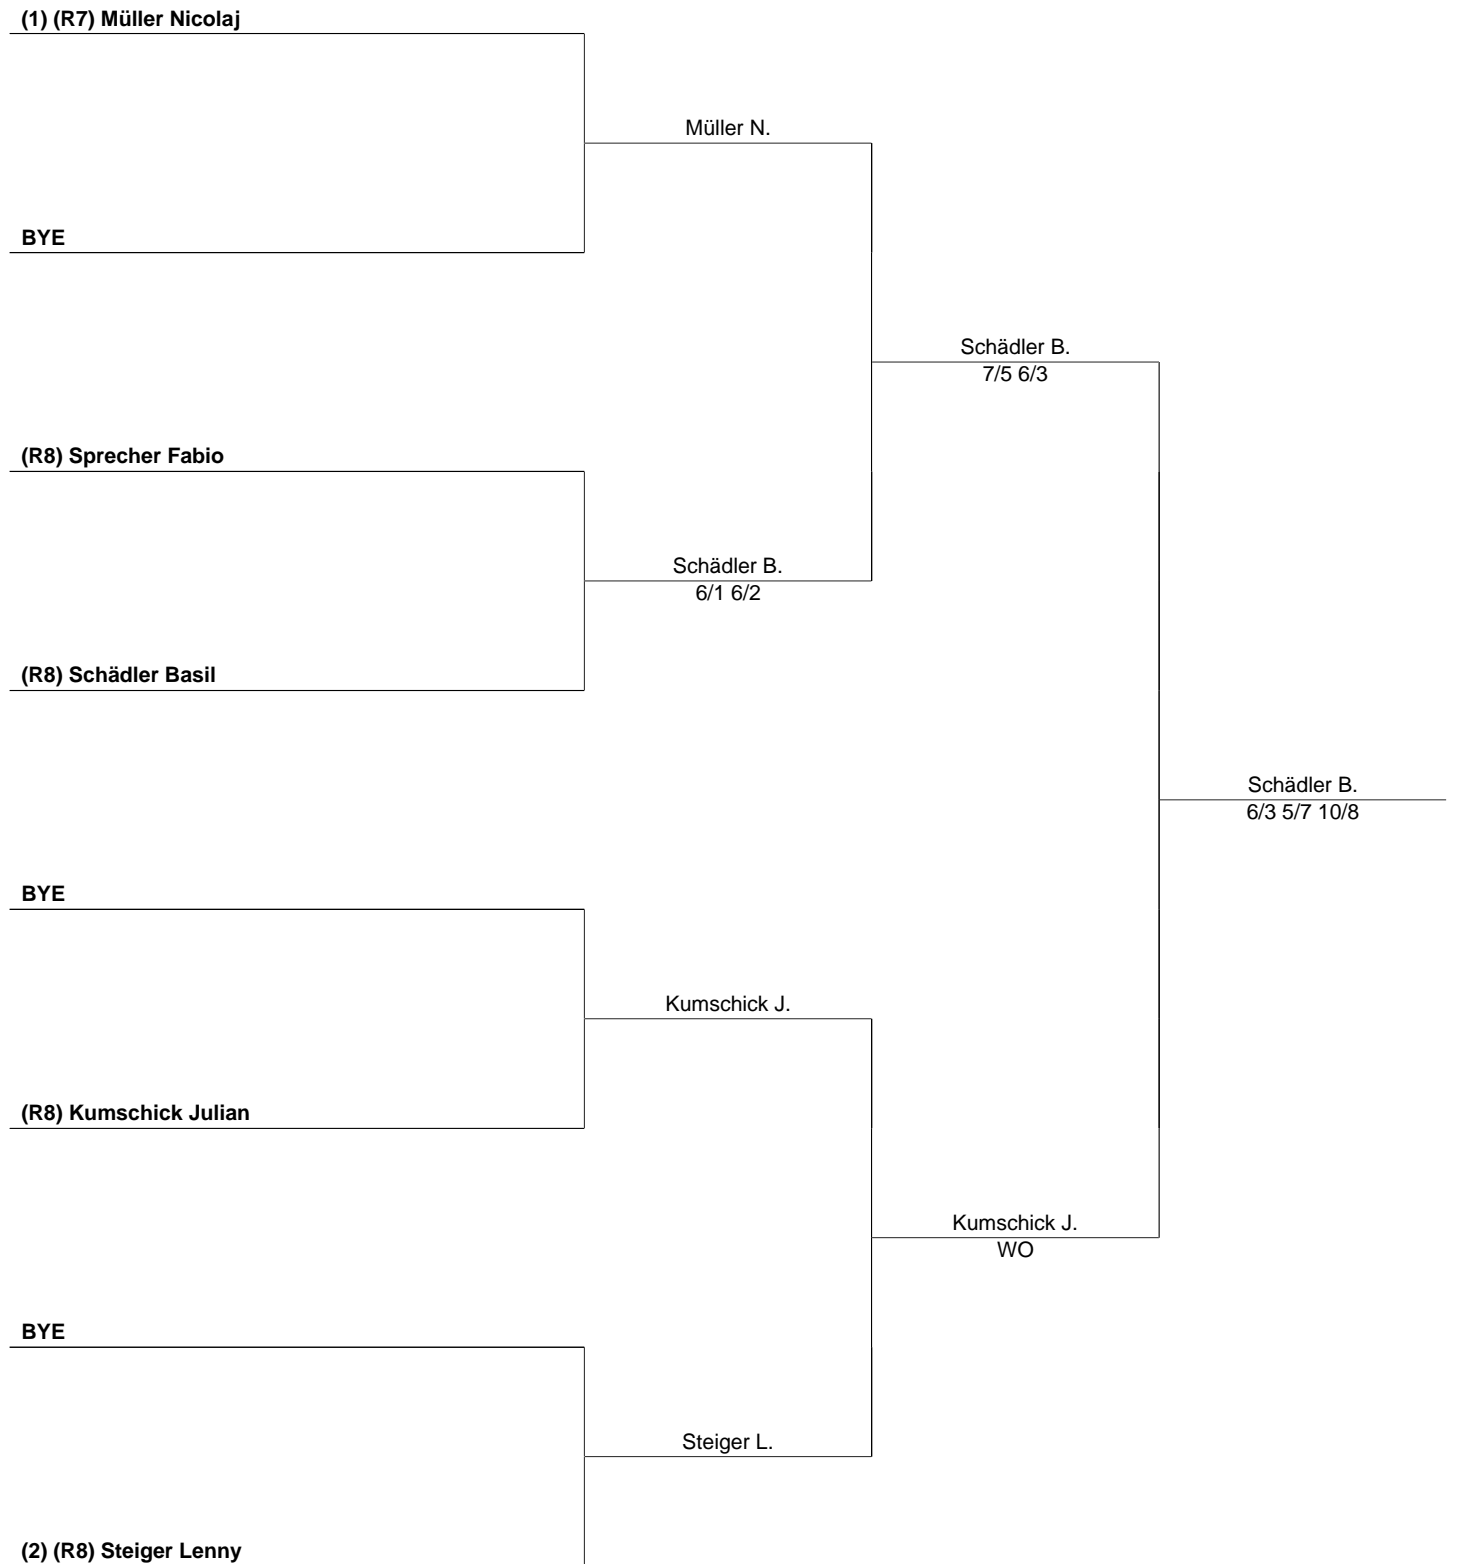 (1) (R7) Müller Nicolaj
Müller N.
BYE
Schädler B.
7/5 6/3
(R8) Sprecher Fabio
Schädler B.
6/1 6/2
(R8) Schädler Basil
Schädler B.
6/3 5/7 10/8
BYE
Kumschick J.
(R8) Kumschick Julian
Kumschick J.
WO
BYE
Steiger L.
(2) (R8) Steiger Lenny